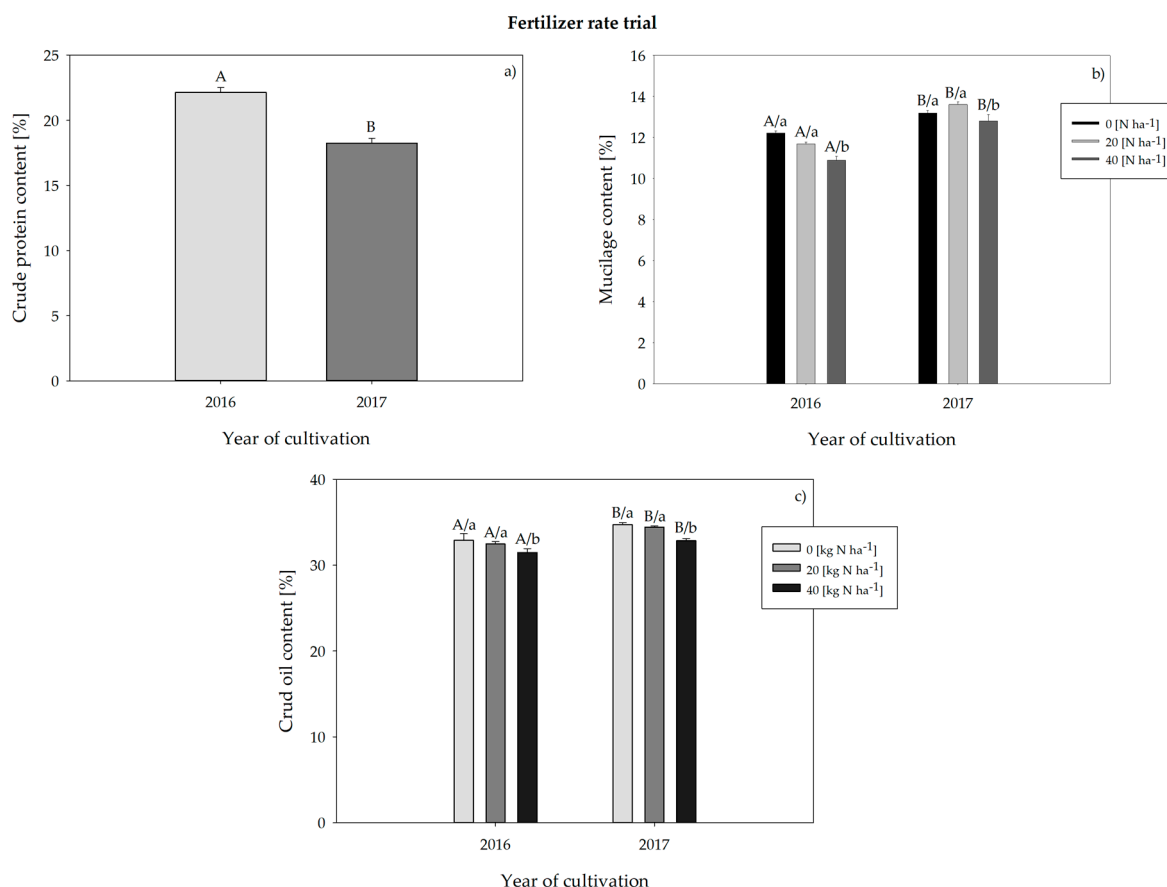 Fertilizer rate trial
a)
Crude protein content [%]
25
20
15
10
5
0
A
B
2016
2017
Year of cultivation
b)
Mucilage content [%]
16
14
12
10
8
6
4
2
0
A/a
A/a
A/b
B/a
B/a
B/b
0 [N ha-1]
20 [N ha-1]
40 [N ha-1]
2016
2017
Year of cultivation
c)
Crud oil content [%]
40
30
20
10
0
A/a
A/a
A/b
B/a
B/a
B/b
0 [kg N ha-1]
20 [kg N ha-1]
40 [kg N ha-1]
2016
2017
Year of cultivation